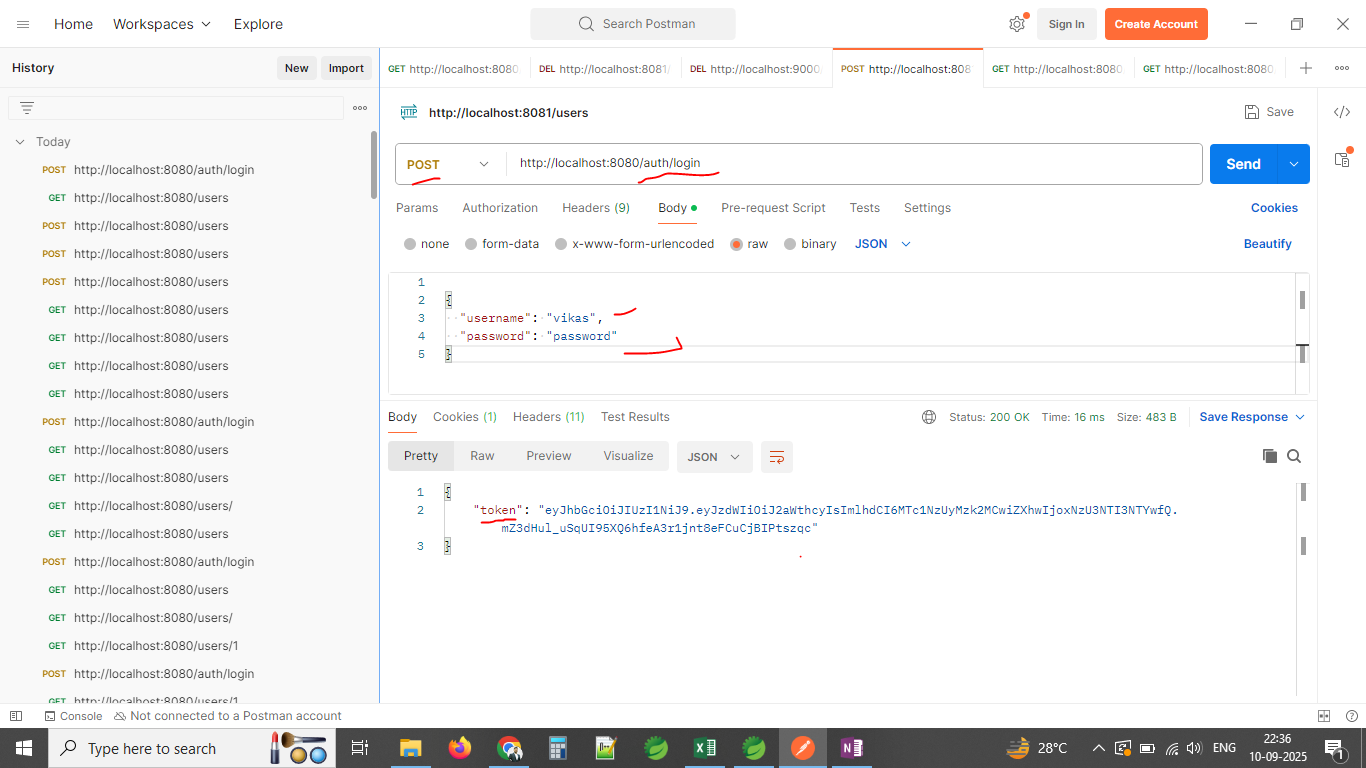 Home
Workspaces
Explore
Search Postman
Sign In
Create Account
History
New
Import
GET http://localhost:8080
DEL http://localhost:8081/
DEL http://localhost:9000
POST http://localhost:808
GET http://localhost:8080
GET http://localhost:8080
HTTP http://localhost:8081/users
Save
Today
POST http://localhost:8080/auth/login
GET http://localhost:8080/users
POST http://localhost:8080/users
POST http://localhost:8080/users
POST http://localhost:8080/users
GET http://localhost:8080/users
GET http://localhost:8080/users
GET http://localhost:8080/users
GET http://localhost:8080/users
POST http://localhost:8080/auth/login
GET http://localhost:8080/users
GET http://localhost:8080/users
GET http://localhost:8080/users/
GET http://localhost:8080/users
POST http://localhost:8080/auth/login
GET http://localhost:8080/users
GET http://localhost:8080/users/
GET http://localhost:8080/users/1
POST http://localhost:8080/auth/login
GET http://localhost:8080/users/1
POST
http://localhost:8080/auth/login
Send
Params
Authorization
Headers (9)
Body
Pre-request Script
Tests
Settings
Cookies
none
form-data
x-www-form-urlencoded
raw
binary
JSON
Beautify
1
2 {
3 "username": "vikas",
4 "password": "password"
5 }
Body
Cookies (1)
Headers (11)
Test Results
Status: 200 OK
Time: 16 ms
Size: 483 B
Save Response
Pretty
Raw
Preview
Visualize
JSON
1 {
2 "token": "eyJhbGciOiJIUzI1NiJ9.eyJzdWIiOiJ2aWthcyIsImlhdCI6MTc1NzUyMzk2MCwiZXhwIjoxNzU3NTI3NTYwfQ.
mZ3dHul_uSqUI95XQ6hfeA3r1jnt8eFCuCjBIPtszqc"
3 }
Console
Not connected to a Postman account
Type here to search
28°C
ENG
22:36
10-09-2025
1